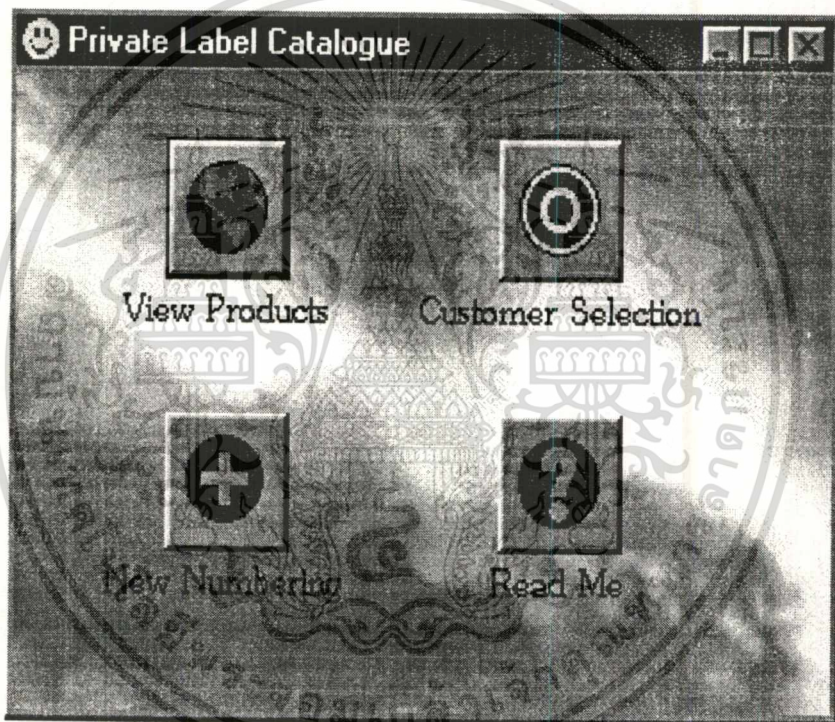 Private Label Catalogue
View Products
Customer Selection
New Numbering
Read Me